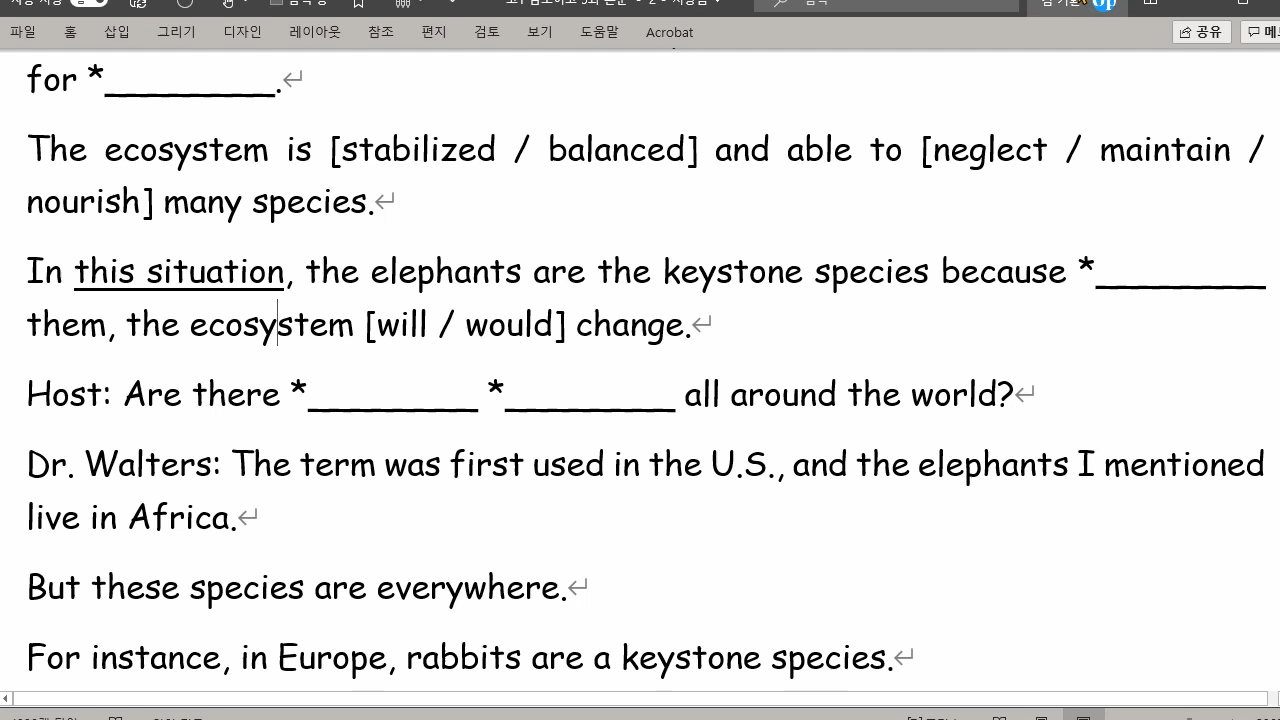 파일 홈 삽입 그리기 디자인 레이아웃 참조 편지 검토 보기 도움말 Acrobat 공유
for *________.
The ecosystem is [stabilized / balanced] and able to [neglect / maintain /
nourish] many species.
In this situation, the elephants are the keystone species because *________
them, the ecosystem [will / would] change.
Host: Are there *________ *________ all around the world?
Dr. Walters: The term was first used in the U.S., and the elephants I mentioned
live in Africa.
But these species are everywhere.
For instance, in Europe, rabbits are a keystone species.